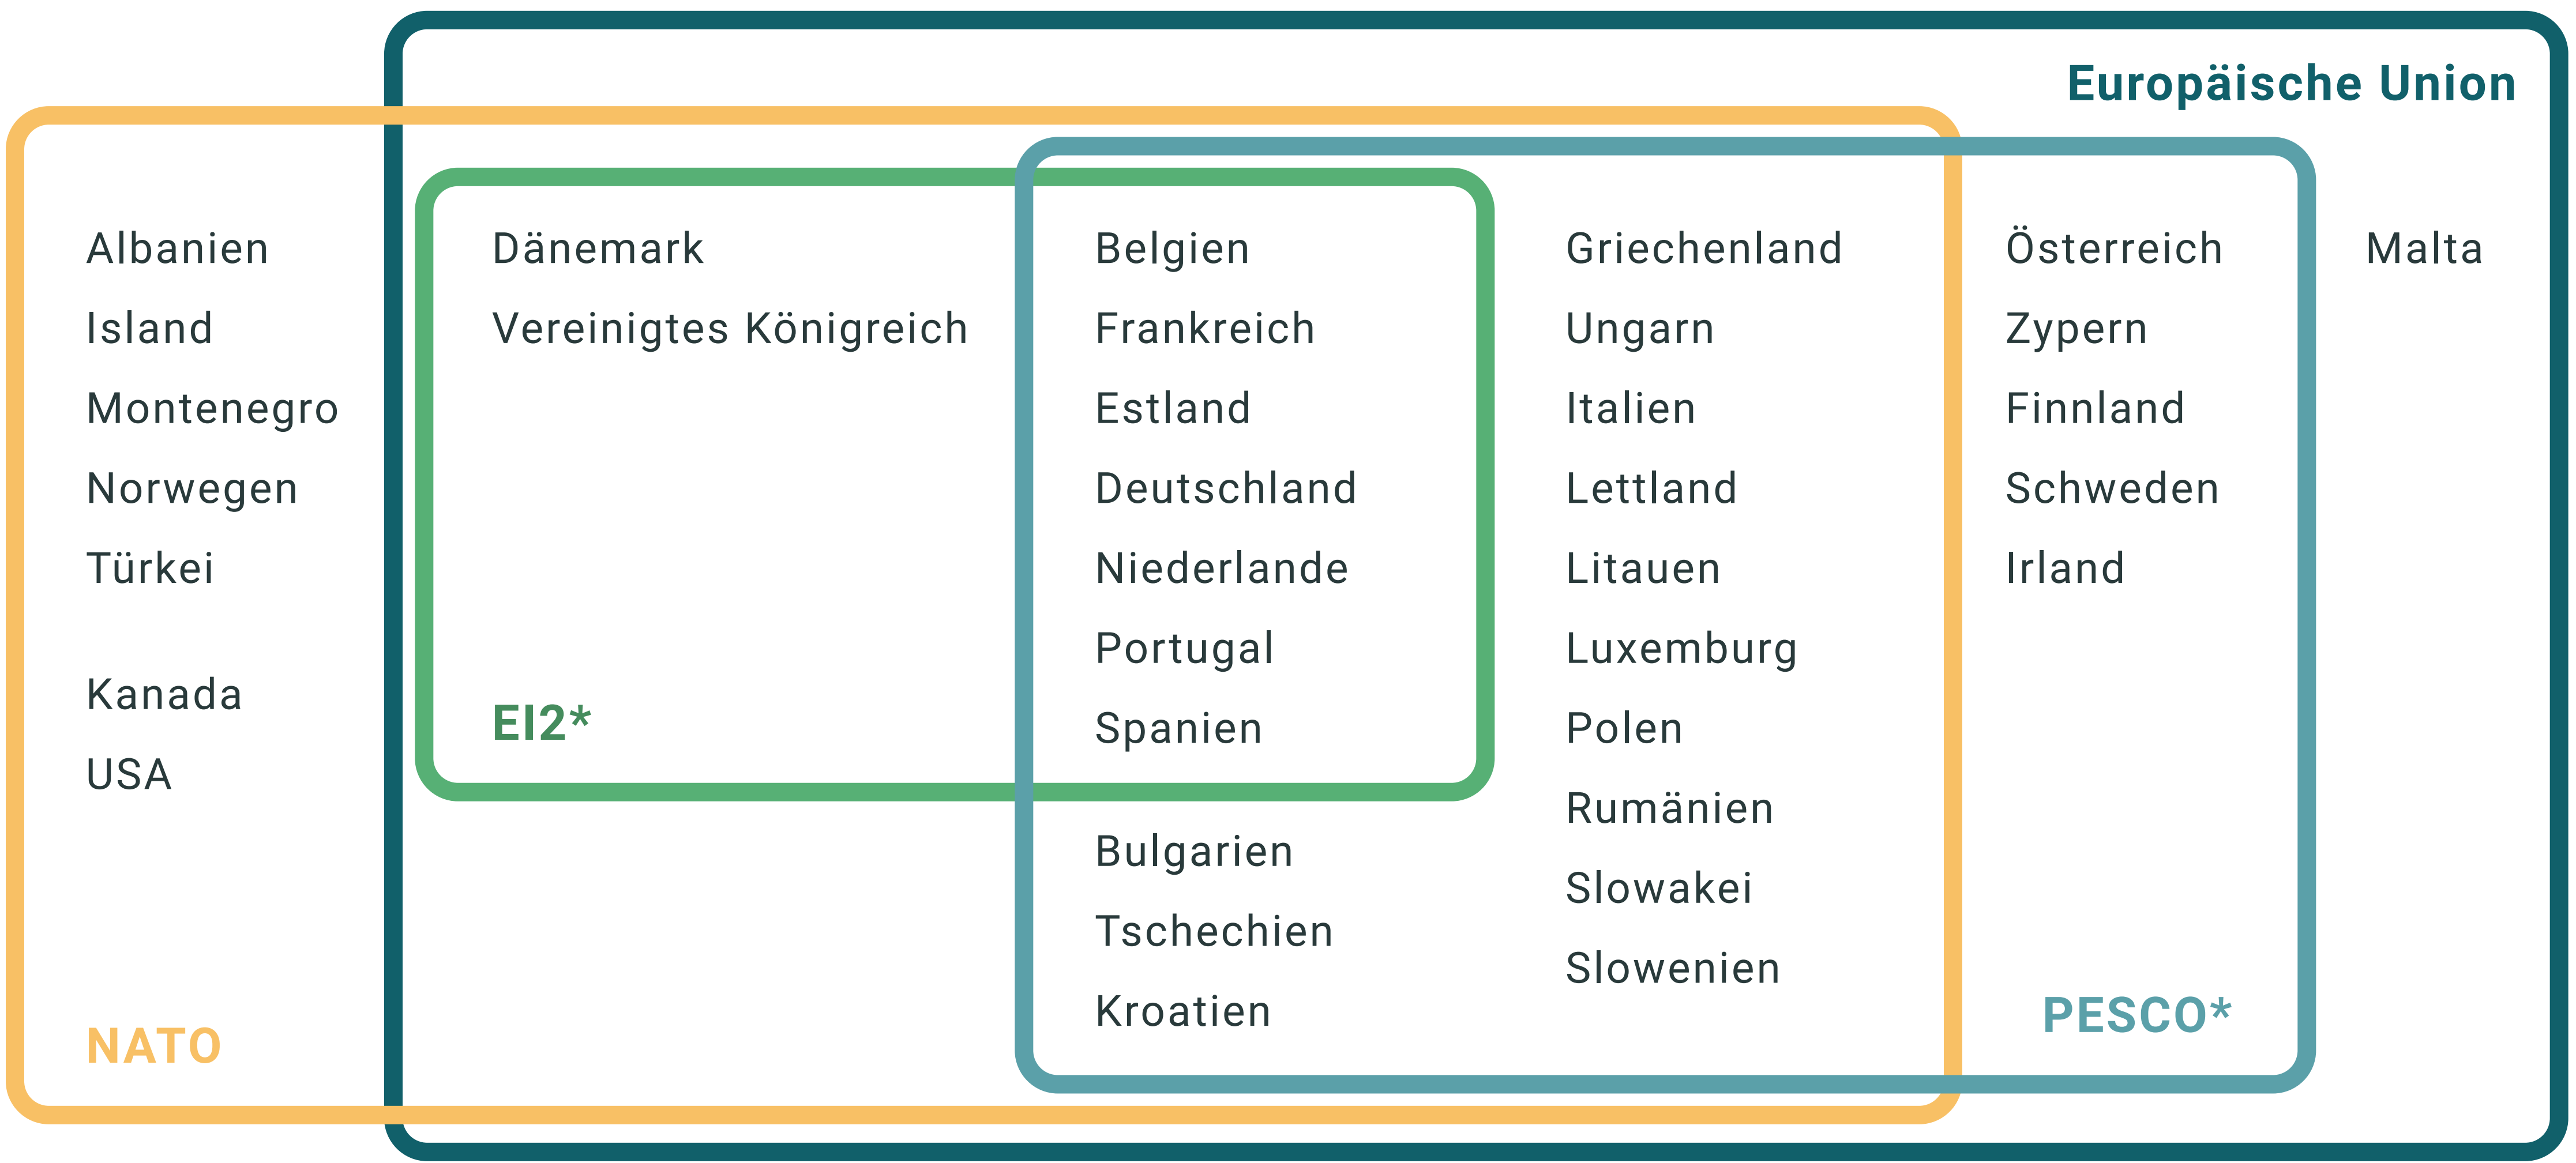 Europäische Union
Albanien
Island
Montenegro
Norwegen
Türkei
Kanada
USA
NATO
Dänemark
Vereinigtes Königreich
EI2*
Belgien
Frankreich
Estland
Deutschland
Niederlande
Portugal
Spanien
Bulgarien
Tschechien
Kroatien
Griechenland
Ungarn
Italien
Lettland
Litauen
Luxemburg
Polen
Rumänien
Slowakei
Slowenien
Österreich
Zypern
Finnland
Schweden
Irland
PESCO*
Malta